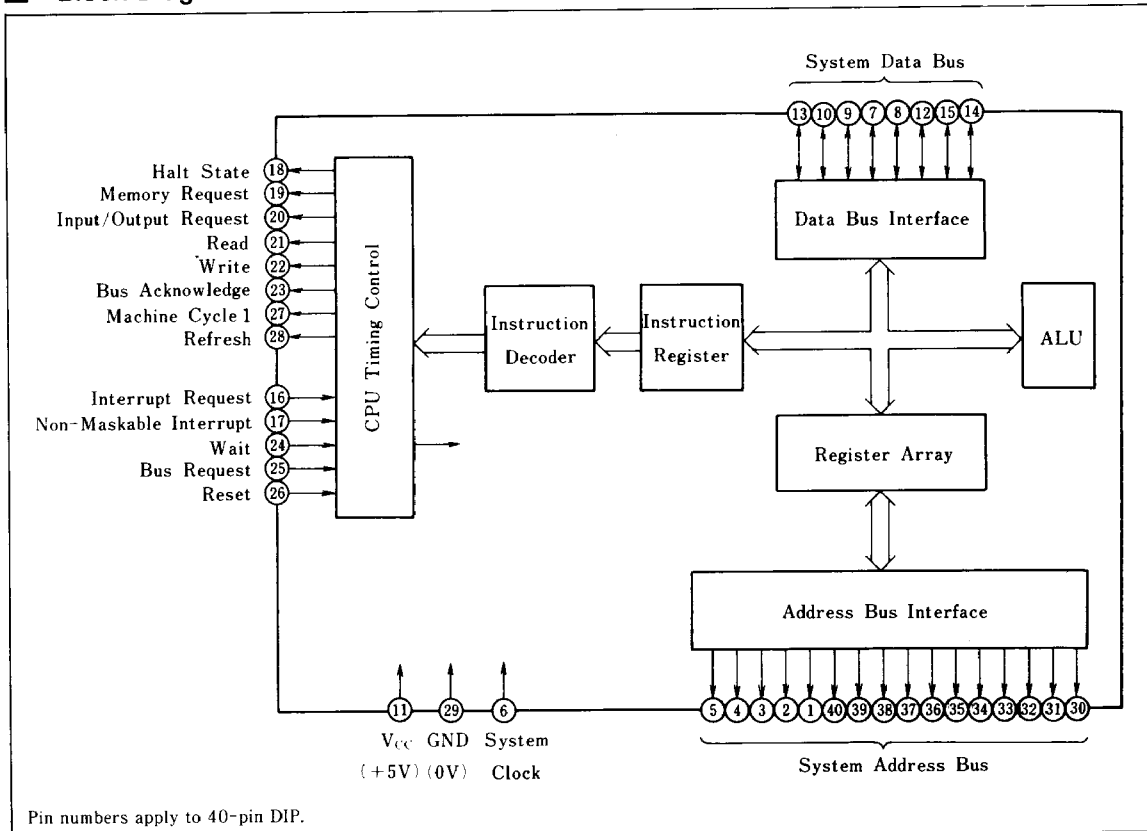 System Data Bus
13 10 9 7 8 12 15 14
Halt State 18
Memory Request 19
Input/Output Request 20
Read 21
Write 22
Bus Acknowledge 23
Machine Cycle 1 27
Refresh 28
Interrupt Request 16
Non-Maskable Interrupt 17
Wait 24
Bus Request 25
Reset 26
CPU Timing Control
Instruction
Decoder
Instruction
Register
Data Bus Interface
ALU
Register Array
Address Bus Interface
11 29 6
5 4 3 2 1 40 39 38 37 36 35 34 33 32 31 30
VCC GND System
(+5V) (0V) Clock
System Address Bus
Pin numbers apply to 40-pin DIP.